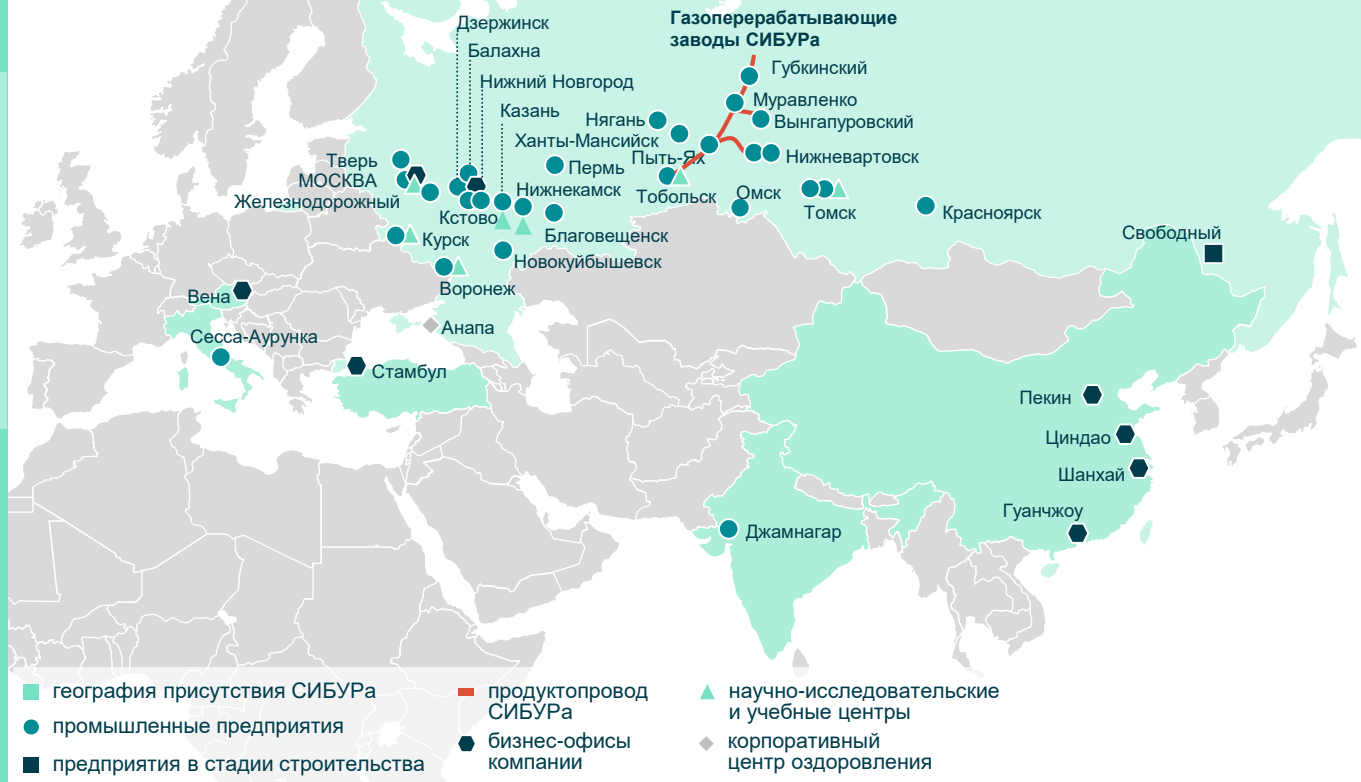 Дзержинск
Балахна
Нижний Новгород
Казань
Газоперерабатывающие
заводы СИБУРа
Губкинский
Муравленко
Вынгапуровский
Нягань
Ханты-Мансийск
Пыть-Ях
Нижневартовск
Пермь
Тверь
МОСКВА
Железнодорожный
Нижнекамск
Кстово
Тобольск
Омск
Томск
Красноярск
Курск
Благовещенск
Новокуйбышевск
Воронеж
Свободный
Вена
Анапа
Сесса-Аурунка
Стамбул
Пекин
Циндао
Шанхай
Гуанчжоу
Джамнагар
география присутствия СИБУРа
промышленные предприятия
предприятия в стадии строительства
продуктопровод
СИБУРа
бизнес-офисы
компании
научно-исследовательские
и учебные центры
корпоративный
центр оздоровления